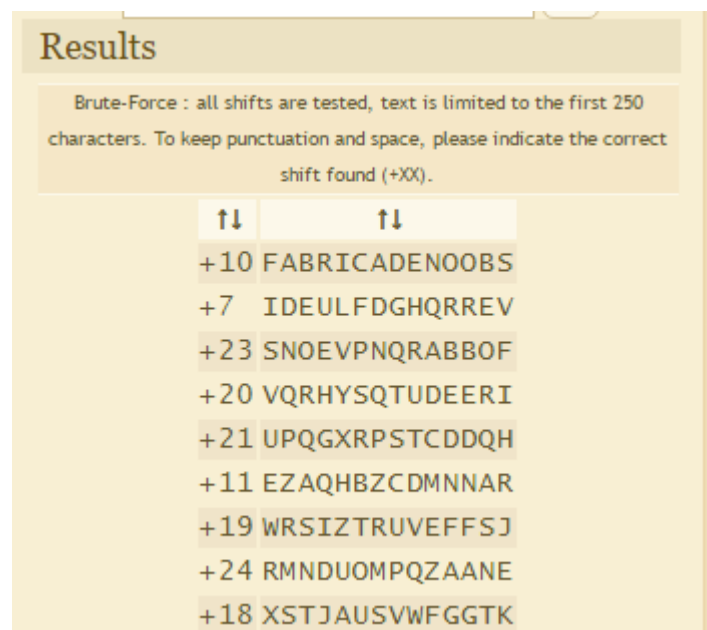 Results
Brute-Force : all shifts are tested, text is limited to the first 250
characters. To keep punctuation and space, please indicate the correct
shift found (+XX).
↑↓ ↑↓
+10 FABRICADENOOBS
+7 IDEULFDGHQRREV
+23 SNOEVPNQRABBOF
+20 VQRHYSQTUDEERI
+21 UPQGXRPSTCDDQH
+11 EZAQHBZCDMNNAR
+19 WRSIZTRUVEFFSJ
+24 RMNDUOMPQZAANE
+18 XSTJAUSVWFGGTK